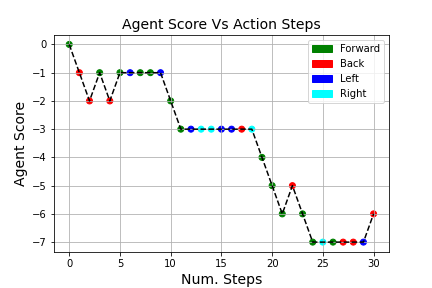 Agent Score Vs Action Steps
0
−1
−2
−3
−4
−5
−6
−7
Agent Score
Forward
Back
Left
Right
0 5 10 15 20 25 30
Num. Steps